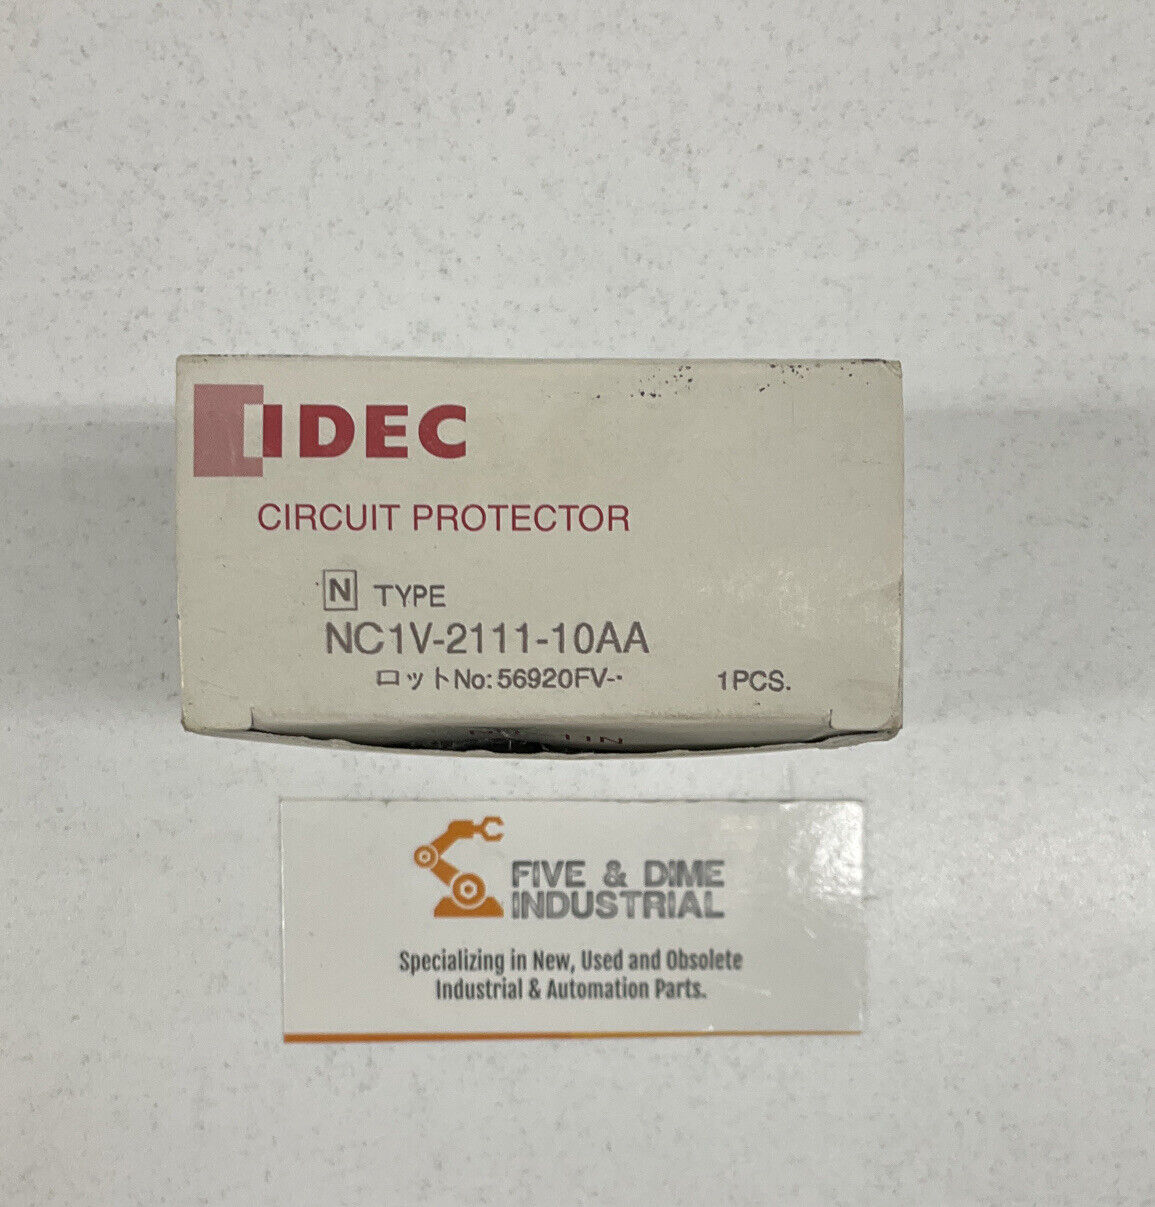 IDEC
CIRCUIT PROTECTOR
N TYPE
NC1V-2111-10AA
ロットNo:56920FV-· 1PCS.
FIVE & DIME
INDUSTRIAL
Specializing in New, Used and Obsolete
Industrial & Automation Parts.